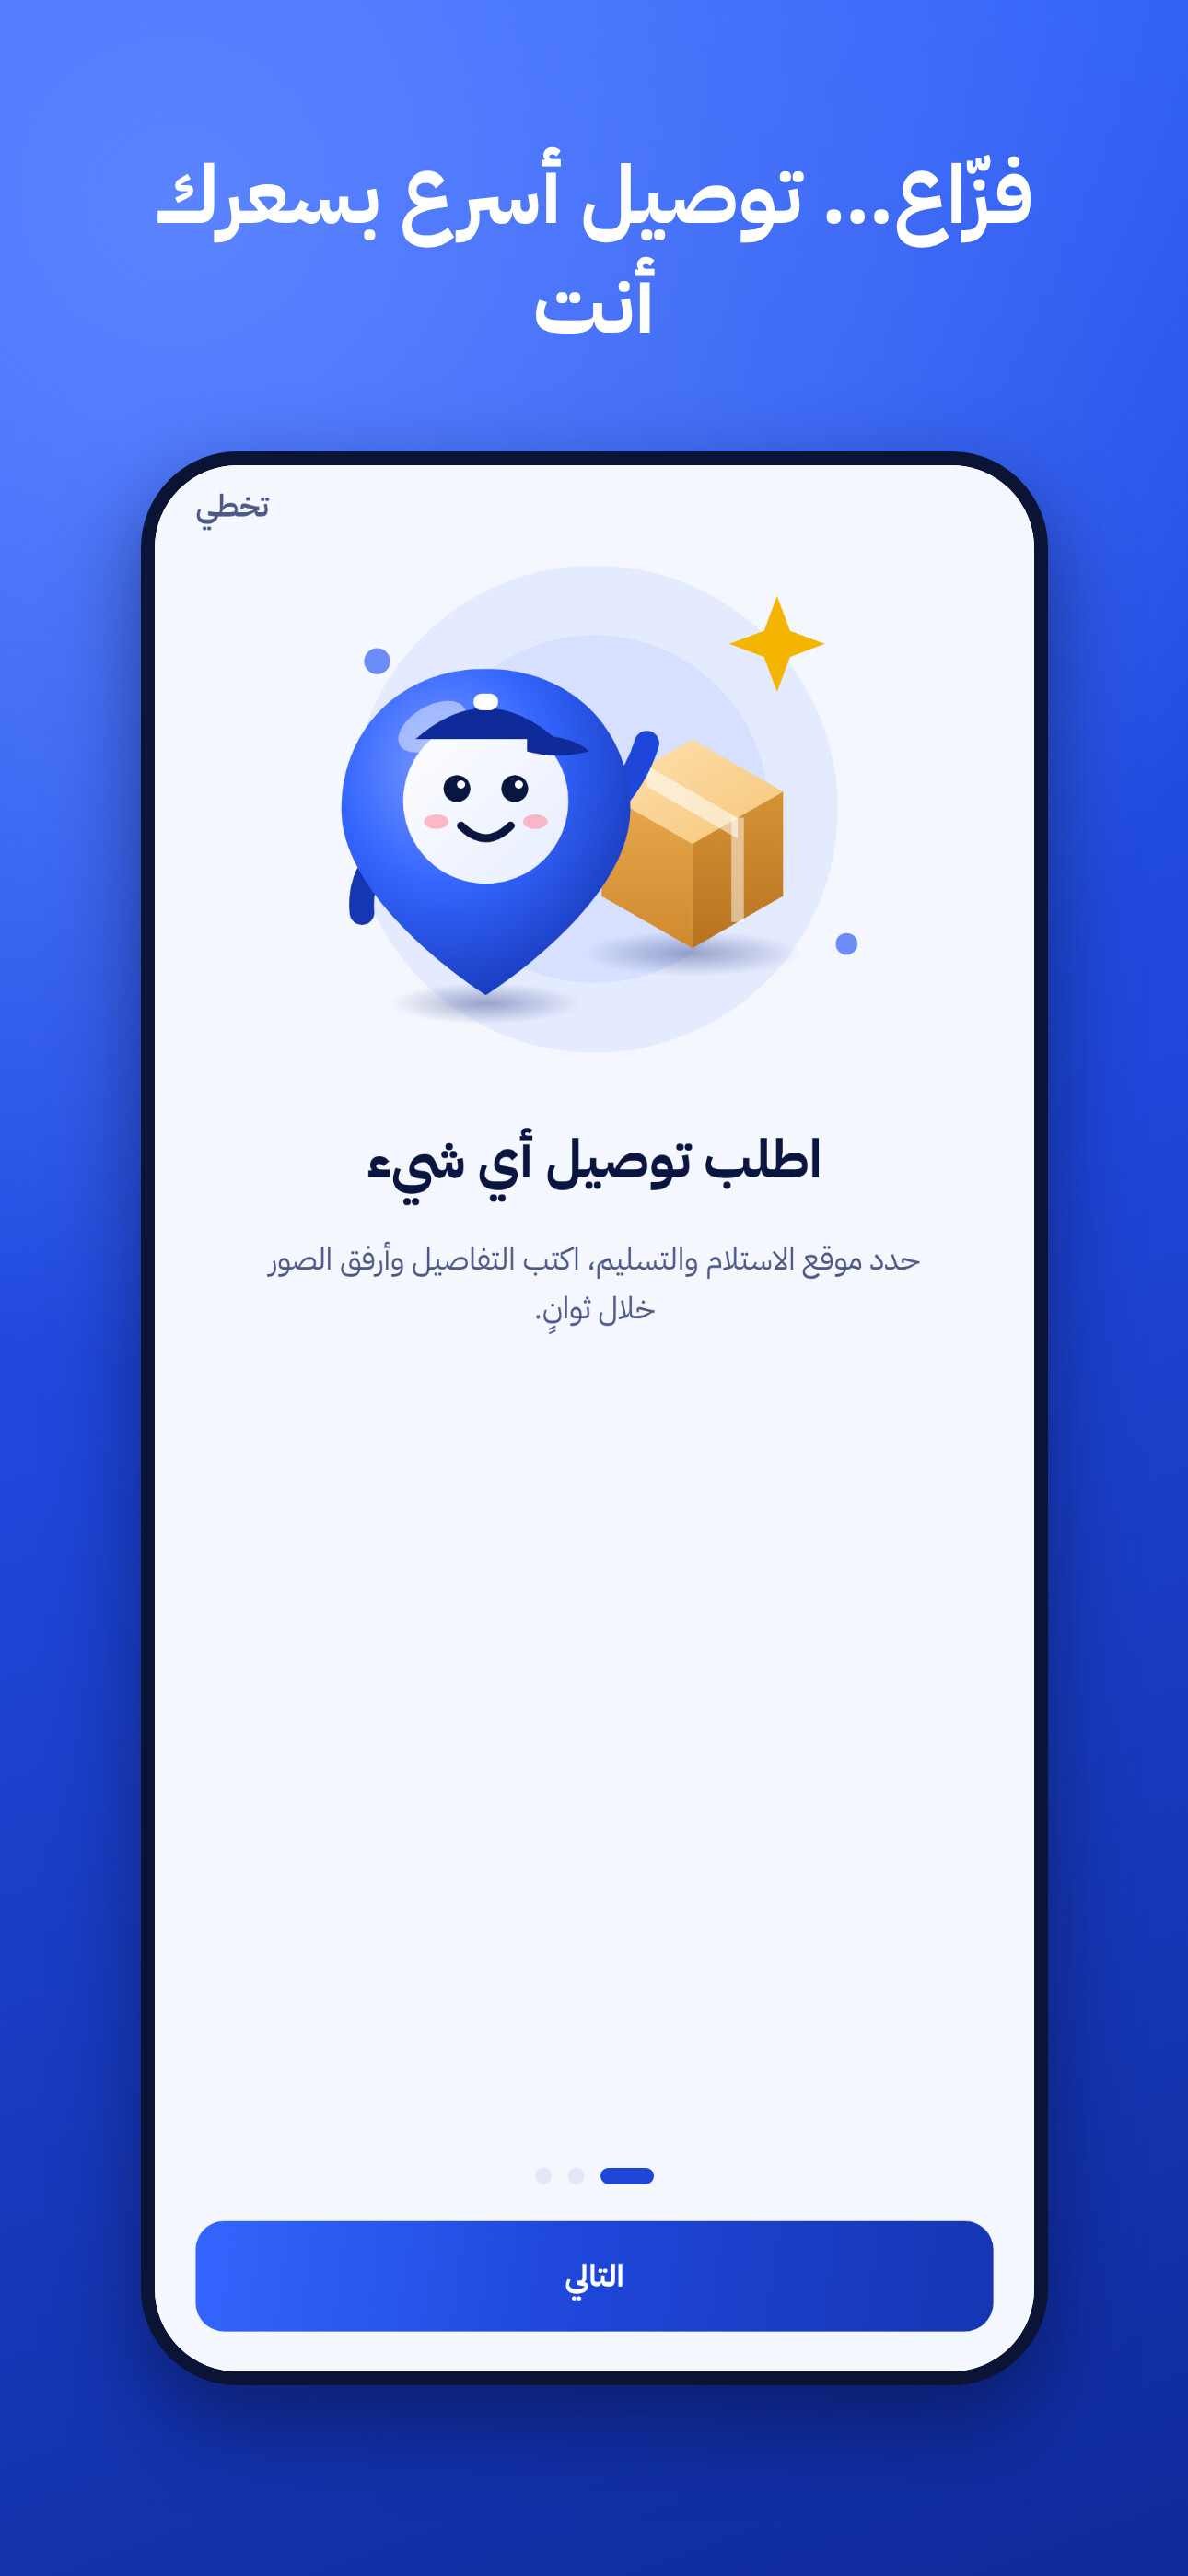 فزّاع... توصيل أسرع بسعرك
أنت
تخطي
اطلب توصيل أي شيء
حدد موقع الاستلام والتسليم، اكتب التفاصيل وأرفق الصور
خلال ثوانٍ.
التالي